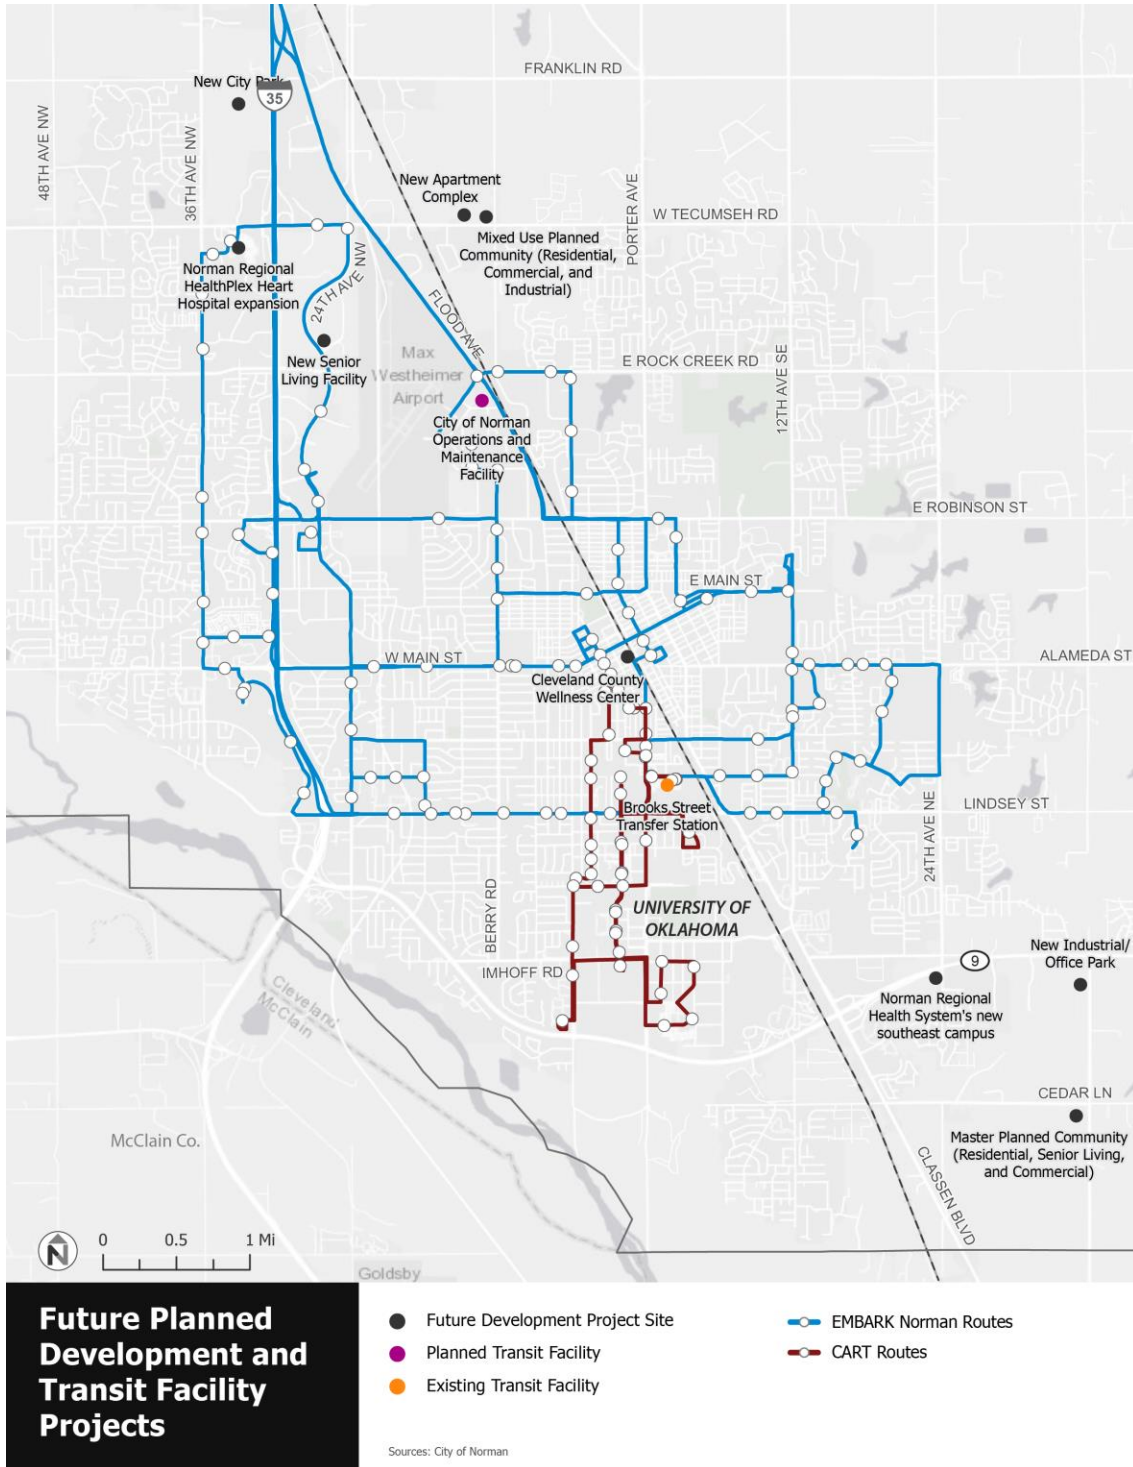 FRANKLIN RD
New City Park
35
48TH AVE NW
36TH AVE NW
New Apartment
Complex
PORTER AVE
W TECUMSEH RD
Mixed Use Planned
Community (Residential,
Commercial, and
Industrial)
Norman Regional
HealthPlex Heart
Hospital expansion
24TH AVE NW
FLOOD AVE
New Senior
Living Facility
Max
Westheimer
Airport
E ROCK CREEK RD
12TH AVE SE
City of Norman
Operations and
Maintenance
Facility
E ROBINSON ST
E MAIN ST
W MAIN ST
ALAMEDA ST
Cleveland County
Wellness Center
Brooks Street
Transfer Station
LINDSEY ST
24TH AVE NE
BERRY RD
UNIVERSITY OF
OKLAHOMA
IMHOFF RD
9
New Industrial/
Office Park
Norman Regional
Health System's new
southeast campus
Cleveland
McClain
CEDAR LN
McClain Co.
Master Planned Community
(Residential, Senior Living,
and Commercial)
CLASSEN BLVD
N
0 0.5 1 Mi
Goldsby
Future Planned
Development and
Transit Facility
Projects
Future Development Project Site
Planned Transit Facility
Existing Transit Facility
EMBARK Norman Routes
CART Routes
Sources: City of Norman